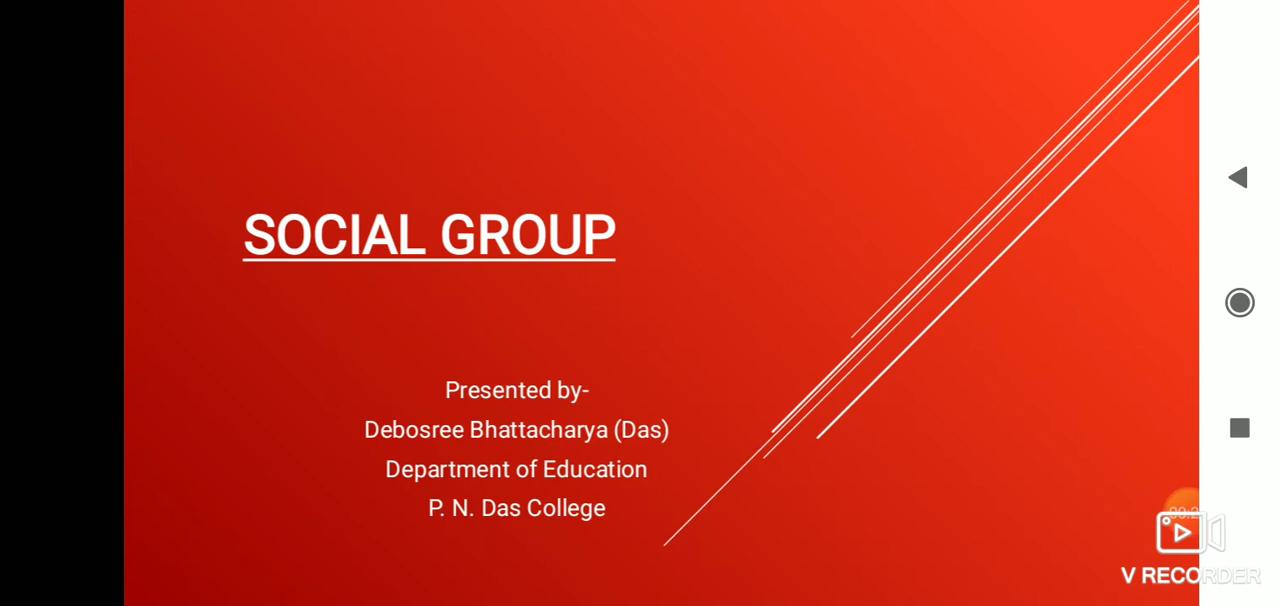 SOCIAL GROUP
Presented by-
Debosree Bhattacharya (Das)
Department of Education
P. N. Das College
V RECORDER